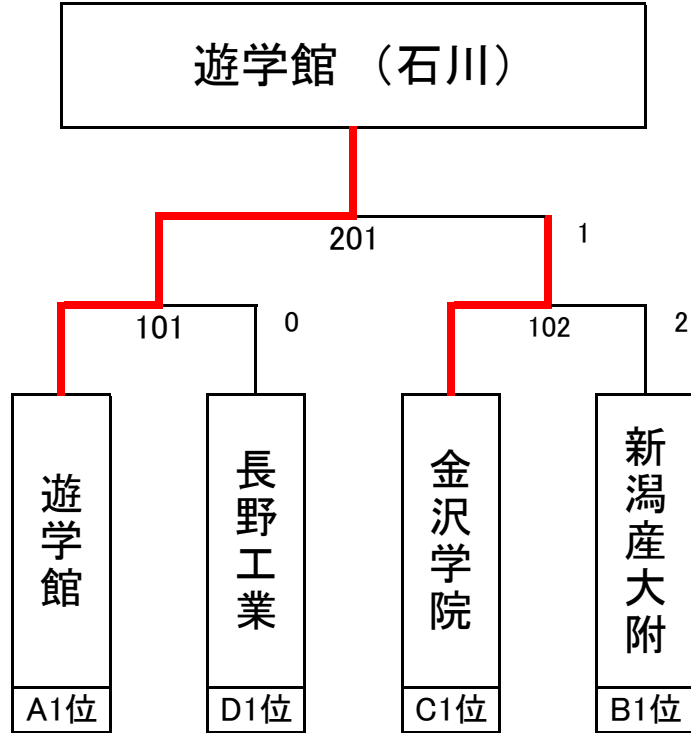 遊学館 （石川）
201
1
101
0
102
2
遊学館
長野工業
金沢学院
新潟産大附
A1位
D1位
C1位
B1位